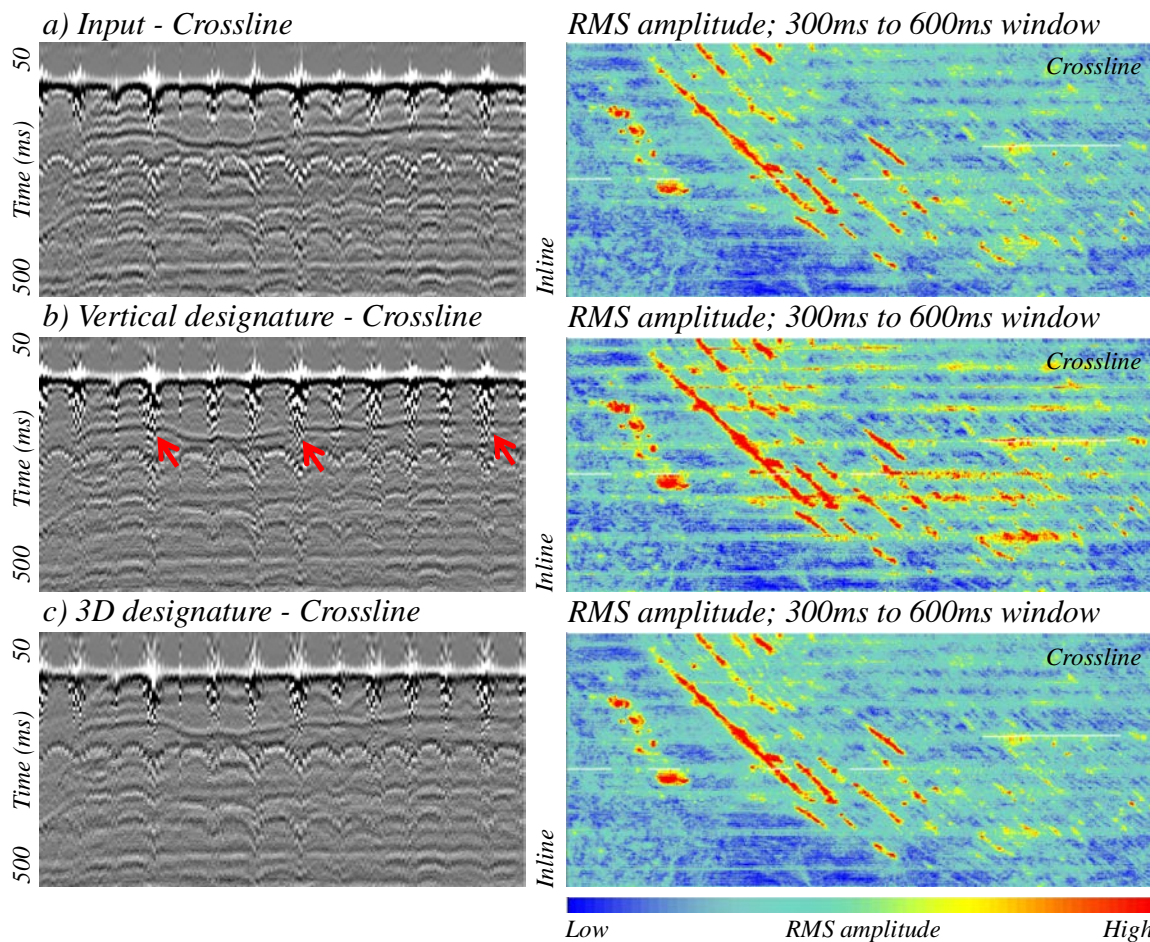 a) Input - Crossline
RMS amplitude; 300ms to 600ms window
50
Time (ms)
500
Crossline
Inline
b) Vertical designature - Crossline
RMS amplitude; 300ms to 600ms window
50
Time (ms)
500
Crossline
Inline
c) 3D designature - Crossline
RMS amplitude; 300ms to 600ms window
50
Time (ms)
500
Crossline
Inline
Low RMS amplitude High